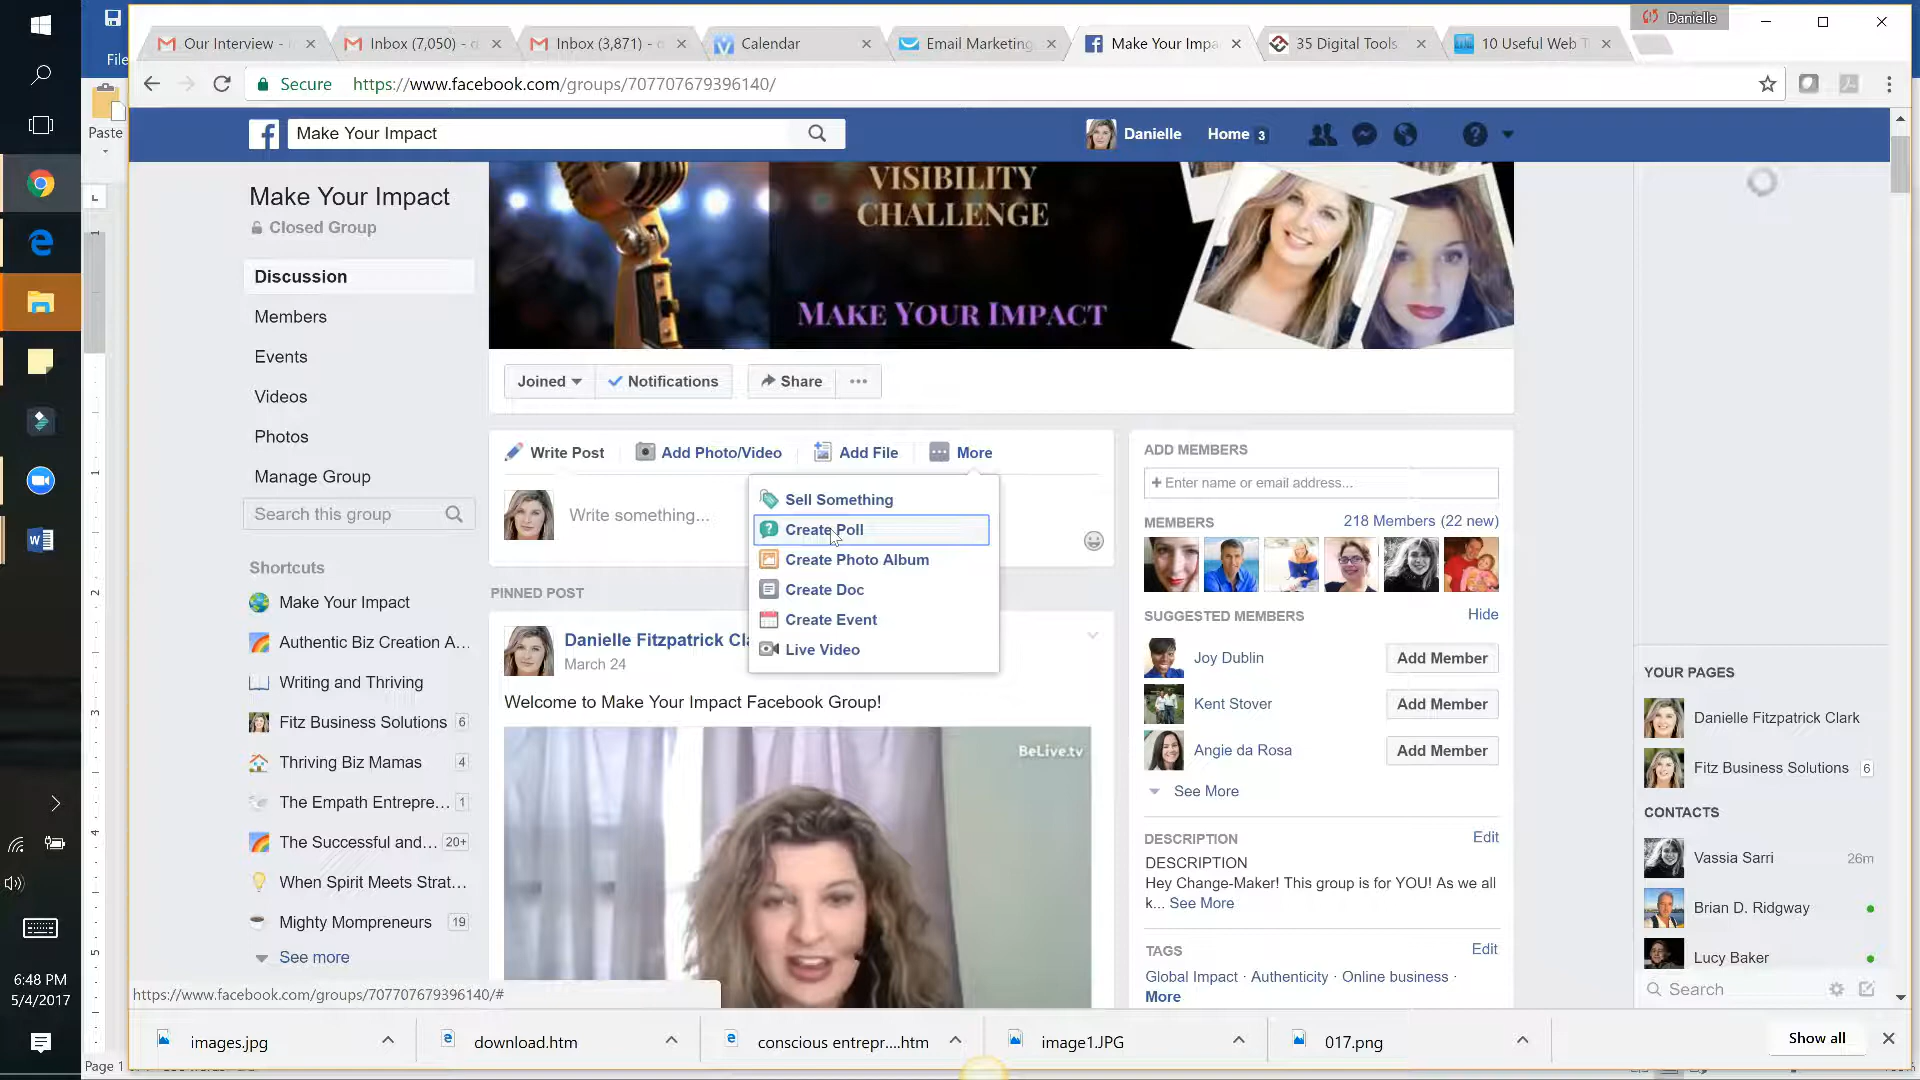 File
Paste
Our Interview -
Inbox (7,050) -
Inbox (3,871) -
Calendar
Email Marketing
Make Your Impa
35 Digital Tools
10 Useful Web T
Danielle
Secure
https://www.facebook.com/groups/707707679396140/
Make Your Impact
Danielle
Home 3
Make Your Impact
Closed Group
Discussion
Members
Events
Videos
Photos
Manage Group
Search this group
Shortcuts
Make Your Impact
Authentic Biz Creation A...
Writing and Thriving
Fitz Business Solutions 6
Thriving Biz Mamas 4
The Empath Entrepre... 1
The Successful and... 20+
When Spirit Meets Strat...
Mighty Mompreneurs 19
See more
VISIBILITY
CHALLENGE
MAKE YOUR IMPACT
Joined
Notifications
Share
Write Post
Add Photo/Video
Add File
More
Write something...
Sell Something
Create Poll
Create Photo Album
Create Doc
Create Event
Live Video
PINNED POST
Danielle Fitzpatrick Cla
March 24
Welcome to Make Your Impact Facebook Group!
BeLive.tv
ADD MEMBERS
+ Enter name or email address...
MEMBERS
218 Members (22 new)
SUGGESTED MEMBERS
Hide
Joy Dublin
Add Member
Kent Stover
Add Member
Angie da Rosa
Add Member
See More
DESCRIPTION
Edit
DESCRIPTION
Hey Change-Maker! This group is for YOU! As we all
k... See More
TAGS
Edit
Global Impact · Authenticity · Online business ·
More
YOUR PAGES
Danielle Fitzpatrick Clark
Fitz Business Solutions 6
CONTACTS
Vassia Sarri 26m
Brian D. Ridgway
Lucy Baker
Search
https://www.facebook.com/groups/707707679396140/#
images.jpg
download.htm
conscious entrepr....htm
image1.JPG
017.png
Show all
6:48 PM
5/4/2017
Page 1